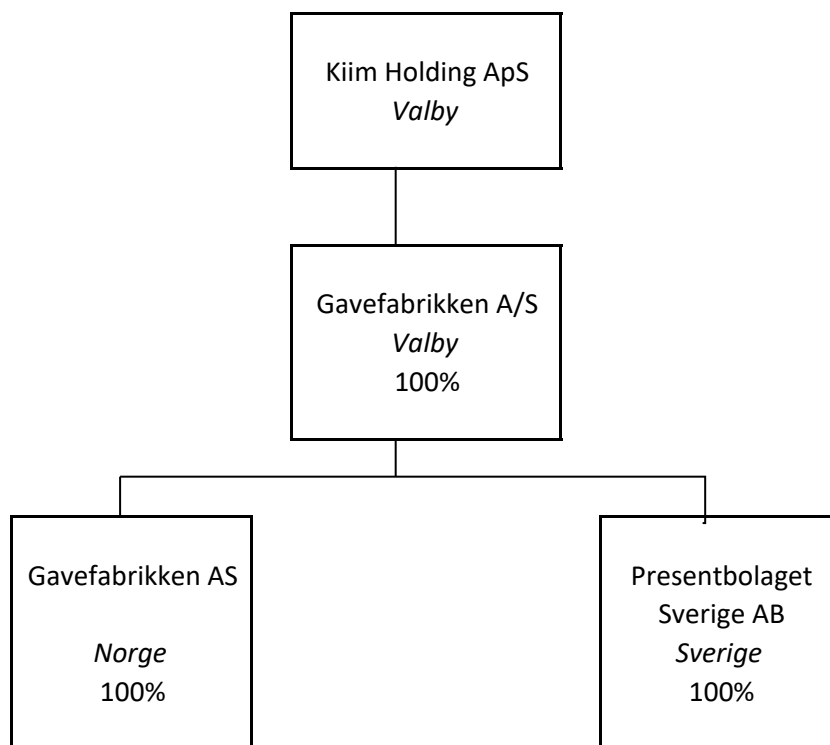 Kiim Holding ApS
Valby
Gavefabrikken A/S
Valby
100%
Gavefabrikken AS
Norge
100%
Presentbolaget
Sverige AB
Sverige
100%